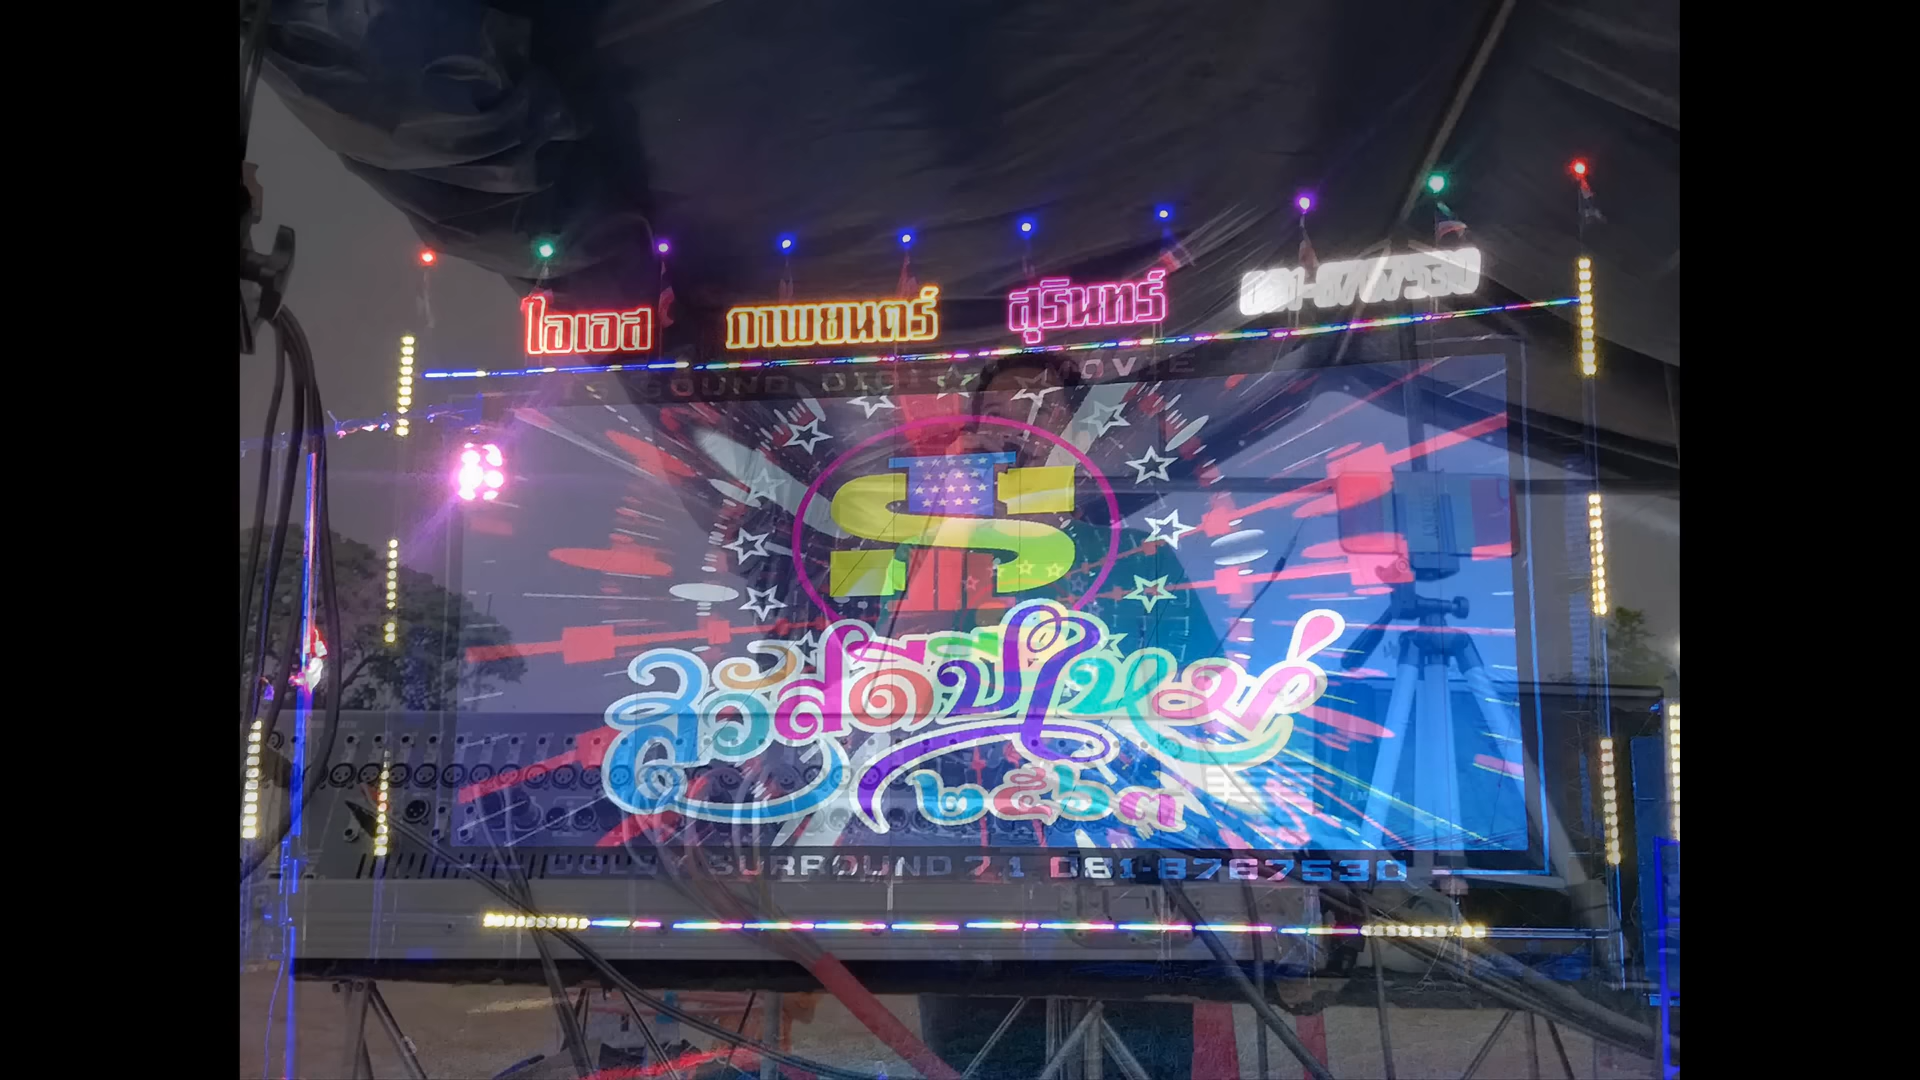 ไอเอส ภาพยนตร์ สุรินทร์ 081-8767530
IS SOUND DIGITAL MOVIE
IS
สวัสดีปีใหม่
๒๕๖๓
DOLBY SURROUND 7.1 081-8767530